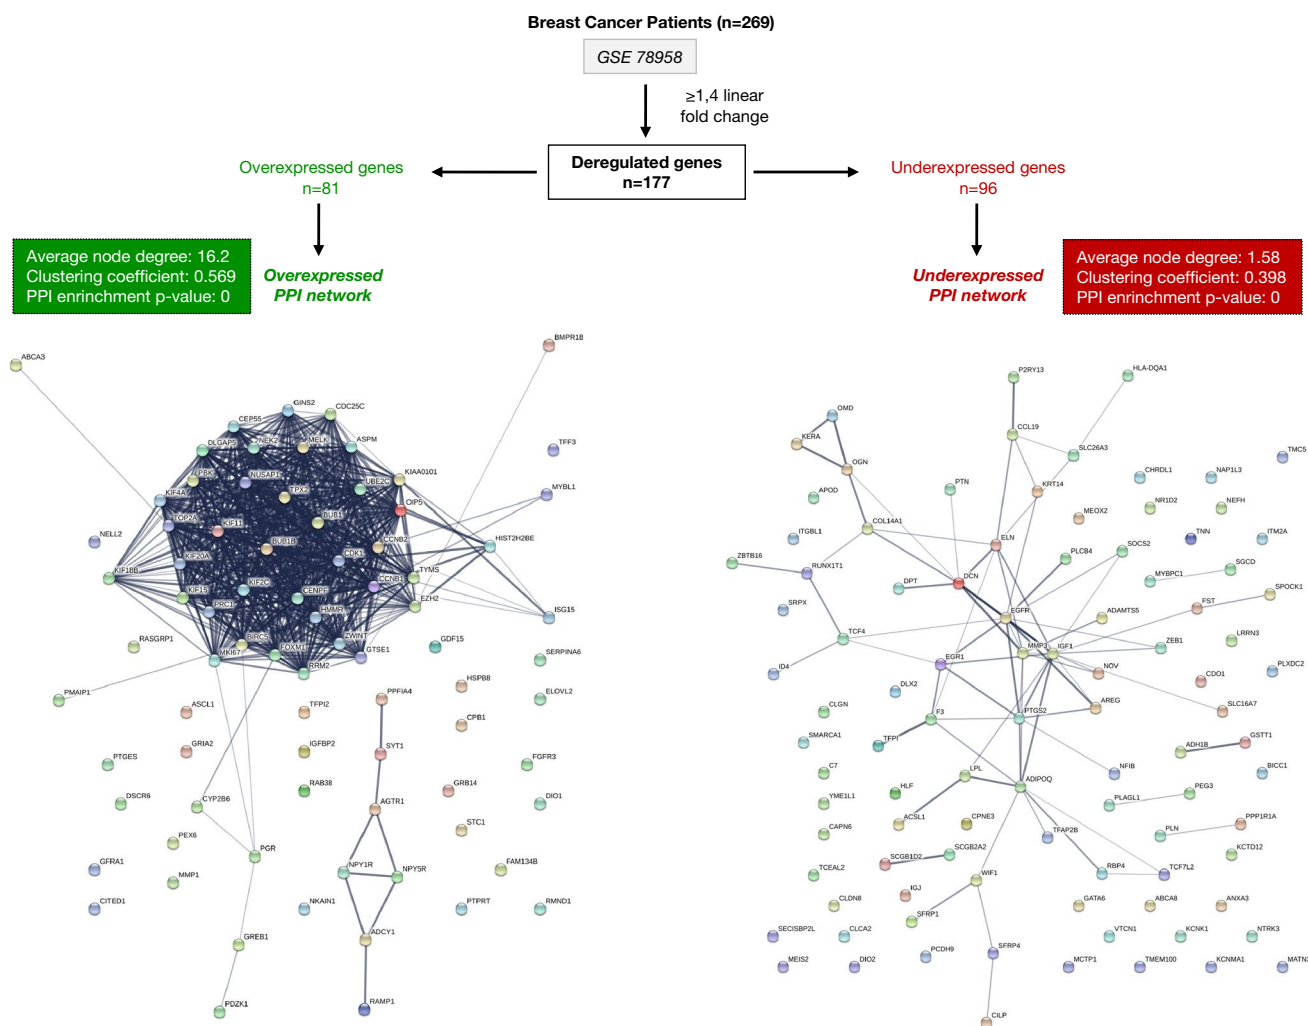 Breast Cancer Patients (n=269)
GSE 78958
≥1,4 linear
fold change
Deregulated genes
n=177
Overexpressed genes
n=81
Underexpressed genes
n=96
Average node degree: 16.2
Clustering coefficient: 0.569
PPI enrinchment p-value: 0
Overexpressed
PPI network
Underexpressed
PPI network
Average node degree: 1.58
Clustering coefficient: 0.398
PPI enrinchment p-value: 0
ABCA3
BMPR1B
GINS2
CDC25C
CEP55
DLGAP5
NEK2
MELK
ASPM
TFF3
PBK
NUSAP1
KIAA0101
UBE2C
MYBL1
KIF4A
TPX2
OIP5
TOP2A
KIF11
BUB1
NELL2
BUB1B
CCNB2
HIST2H2BE
KIF20A
CDK1
KIF18B
TYMS
KIF2C
CCNB1
KIF15
CENPF
EZH2
PRC1
HMMR
ISG15
RASGRP1
BIRC5
FOXM1
ZWINT
GDF15
MKI67
GTSE1
SERPINA6
RRM2
HSPB8
PMAIP1
PPFIA4
ELOVL2
ASCL1
TFPI2
CPB1
GRIA2
IGFBP2
SYT1
PTGES
FGFR3
RAB38
GRB14
DSCR6
CYP2B6
AGTR1
DIO1
STC1
PEX6
PGR
GFRA1
NPY1R
NPY5R
FAM134B
MMP1
CITED1
NKAIN1
PTPRT
RMND1
GREB1
ADCY1
PDZK1
RAMP1
P2RY13
HLA-DQA1
OMD
KERA
CCL19
SLC26A3
TMC5
OGN
CHRDL1
NAP1L3
APOD
PTN
KRT14
NR1D2
NEFH
MEOX2
ITGBL1
COL14A1
ELN
TNN
ITM2A
ZBTB16
RUNX1T1
PLCB4
SOCS2
DPT
DCN
MYBPC1
SGCD
SRPX
FST
SPOCK1
EGFR
ADAMTS5
TCF4
MMP3
IGF1
ZEB1
LRRN3
ID4
EGR1
NOV
CDO1
PLXDC2
DLX2
CLGN
F3
PTGS2
AREG
SLC16A7
SMARCA1
TFPI
ADH1B
GSTT1
C7
LPL
NFIB
BICC1
HLF
ADIPOQ
YME1L1
PLAGL1
PEG3
ACSL1
CPNE3
CAPN6
TFAP2B
PLN
PPP1R1A
SCGB1D2
SCGB2A2
KCTD12
TCEAL2
RBP4
TCF7L2
IGJ
WIF1
CLDN8
GATA6
ABCA8
ANXA3
SFRP1
SECISBP2L
CLCA2
VTCN1
KCNK1
NTRK3
PCDH9
SFRP4
MEIS2
DIO2
MCTP1
TMEM100
KCNMA1
CILP